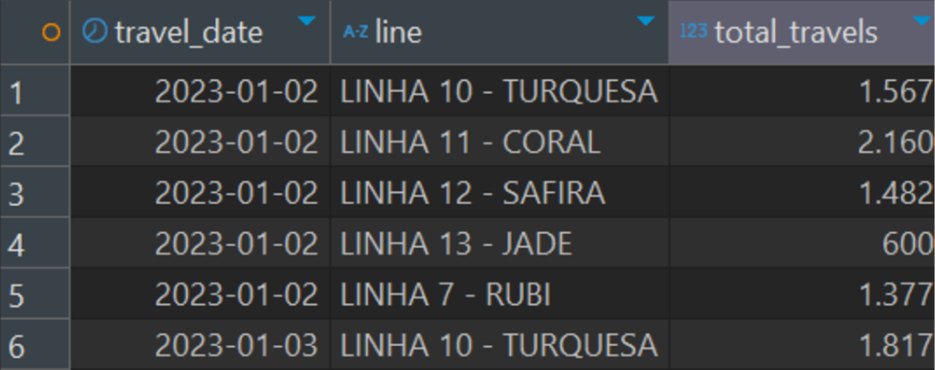 travel_date A-Z line 123 total_travels
1 2023-01-02 LINHA 10 - TURQUESA 1.567
2 2023-01-02 LINHA 11 - CORAL 2.160
3 2023-01-02 LINHA 12 - SAFIRA 1.482
4 2023-01-02 LINHA 13 - JADE 600
5 2023-01-02 LINHA 7 - RUBI 1.377
6 2023-01-03 LINHA 10 - TURQUESA 1.817